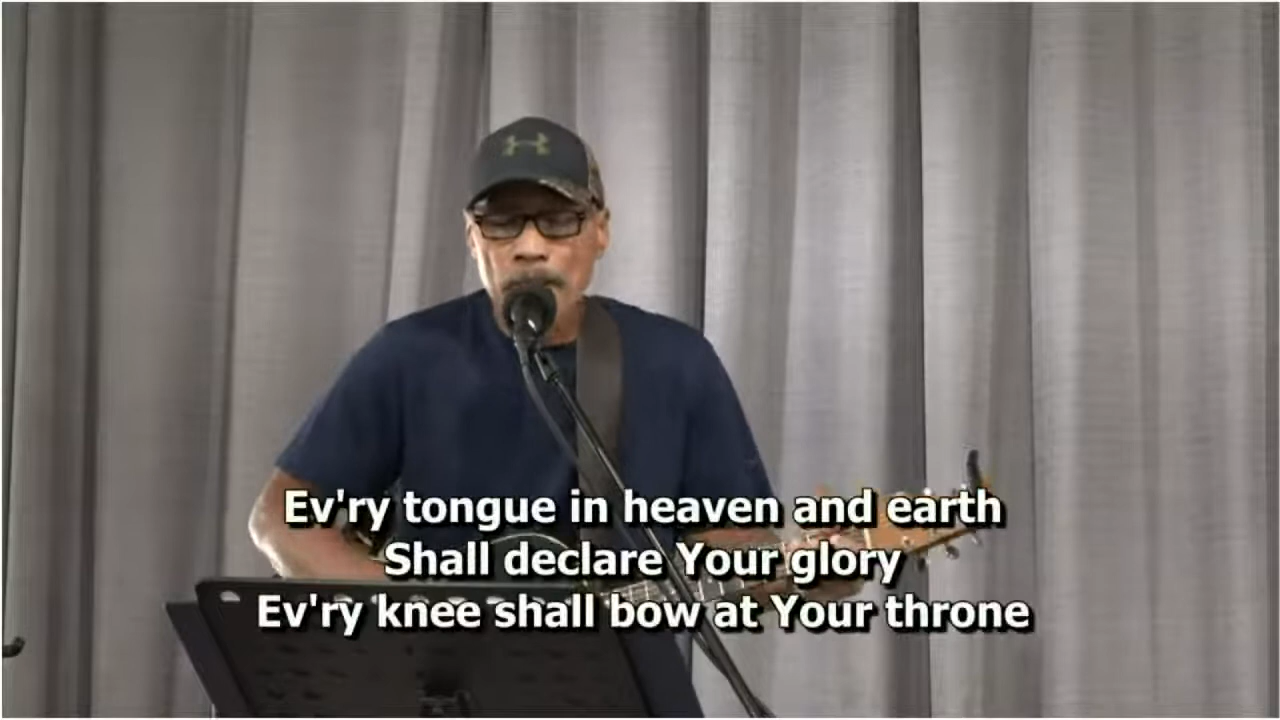 Ev'ry tongue in heaven and earth
Shall declare Your glory
Ev'ry knee shall bow at Your throne